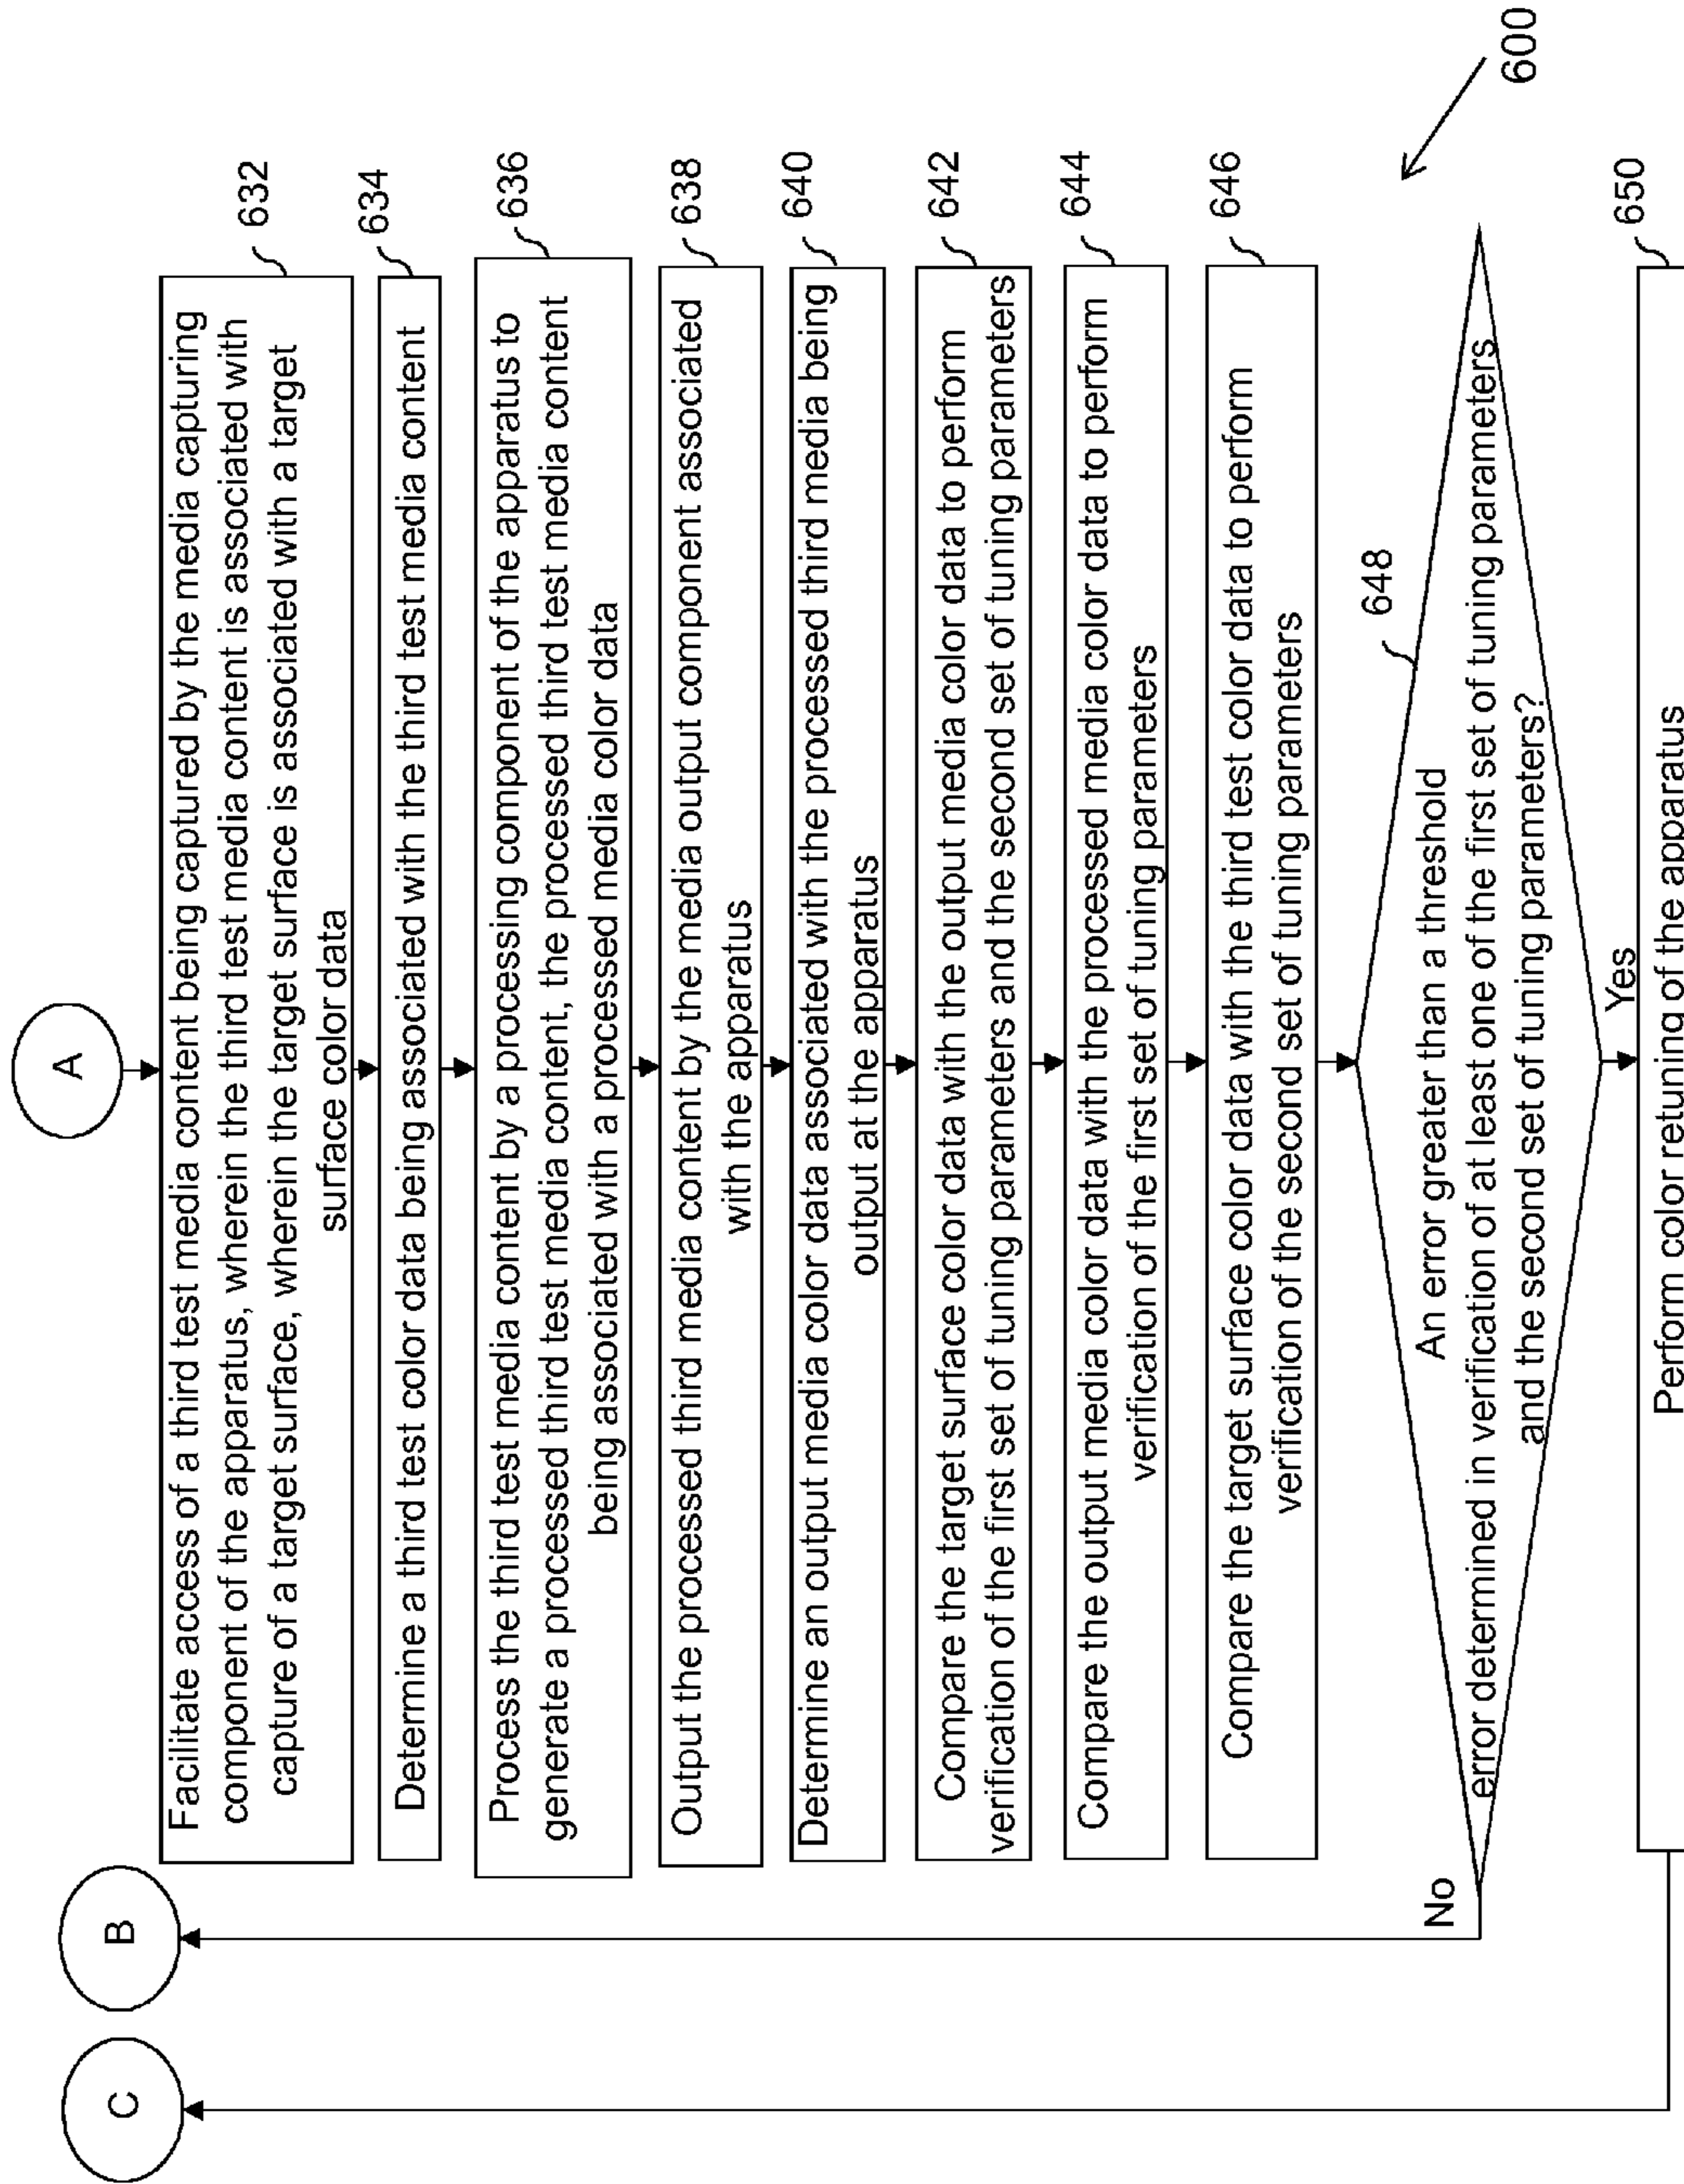 A
B
C
Facilitate access of a third test media content being captured by the media capturing
component of the apparatus, wherein the third test media content is associated with
capture of a target surface, wherein the target surface is associated with a target
surface color data
632
Determine a third test color data being associated with the third test media content
634
Process the third test media content by a processing component of the apparatus to
generate a processed third test media content, the processed third test media content
being associated with a processed media color data
636
Output the processed third media content by the media output component associated
with the apparatus
638
Determine an output media color data associated with the processed third media being
output at the apparatus
640
Compare the target surface color data with the output media color data to perform
verification of the first set of tuning parameters and the second set of tuning parameters
642
Compare the output media color data with the processed media color data to perform
verification of the first set of tuning parameters
644
Compare the target surface color data with the third test color data to perform
verification of the second set of tuning parameters
646
648
An error greater than a threshold
error determined in verification of at least one of the first set of tuning parameters
and the second set of tuning parameters?
No
Yes
600
Perform color retuning of the apparatus
650